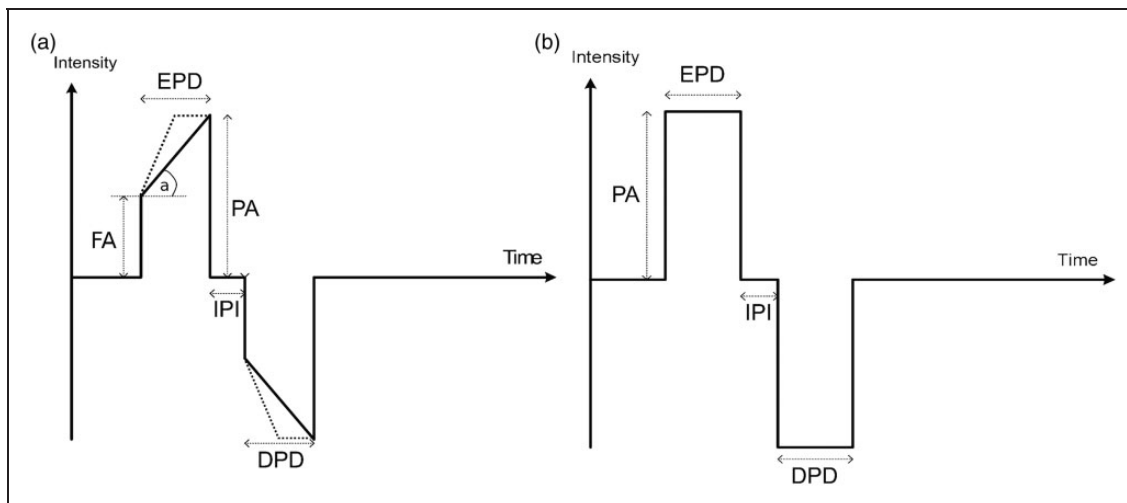 (a)
Intensity
EPD
a
FA
PA
Time
IPI
DPD
(b)
Intensity
EPD
PA
Time
IPI
DPD